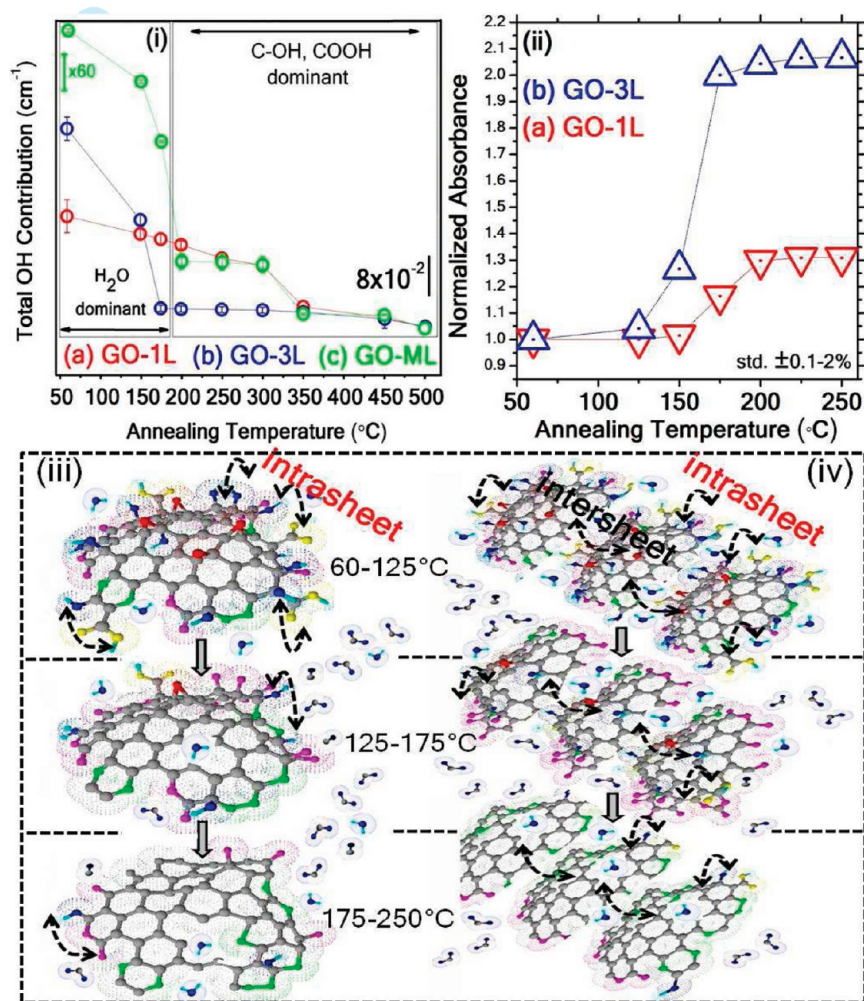 (i)
C-OH, COOH
dominant
x60
Total OH Contribution (cm⁻¹)
8x10⁻²
H₂O
dominant
(a) GO-1L (b) GO-3L (c) GO-ML
50 100 150 200 250 300 350 400 450 500
Annealing Temperature (°C)
(ii)
(b) GO-3L
(a) GO-1L
Normalized Absorbance
2.2
2.1
2.0
1.9
1.8
1.7
1.6
1.5
1.4
1.3
1.2
1.1
1.0
0.9
std. ±0.1-2%
50 100 150 200 250
Annealing Temperature (°C)
(iii)
intrasheet
60-125°C
125-175°C
175-250°C
(iv)
Intersheet
intrasheet